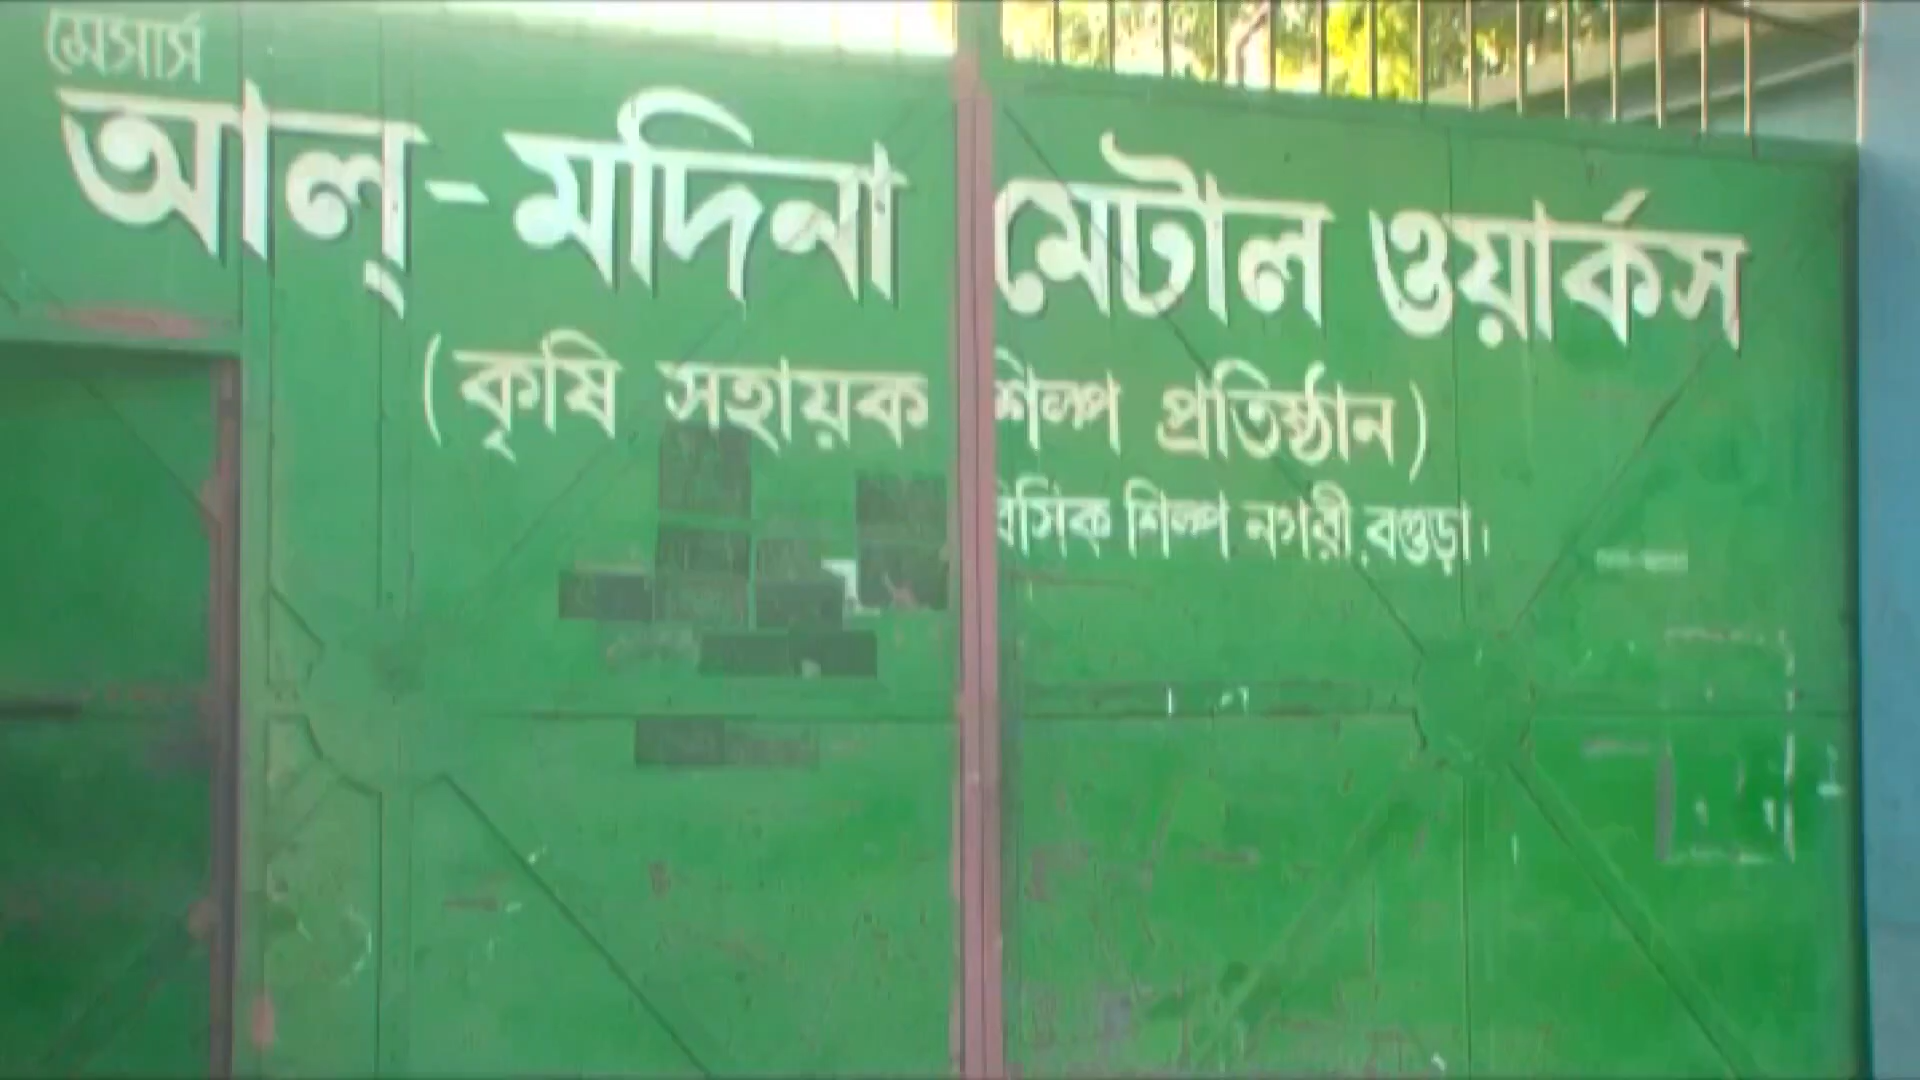 মেসার্স
আল্-মদিনা মেটাল ওয়ার্কস
(কৃষি সহায়ক শিল্প প্রতিষ্ঠান)
বিসিক শিল্প নগরী, বগুড়া।